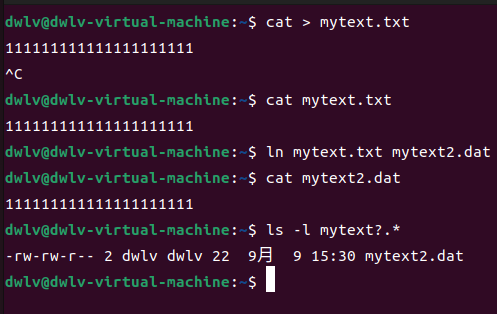 dwlv@dwlv-virtual-machine:~$ cat > mytext.txt
111111111111111111111
^C
dwlv@dwlv-virtual-machine:~$ cat mytext.txt
111111111111111111111
dwlv@dwlv-virtual-machine:~$ ln mytext.txt mytext2.dat
dwlv@dwlv-virtual-machine:~$ cat mytext2.dat
111111111111111111111
dwlv@dwlv-virtual-machine:~$ ls -l mytext?.*
-rw-rw-r-- 2 dwlv dwlv 22  9月  9 15:30 mytext2.dat
dwlv@dwlv-virtual-machine:~$